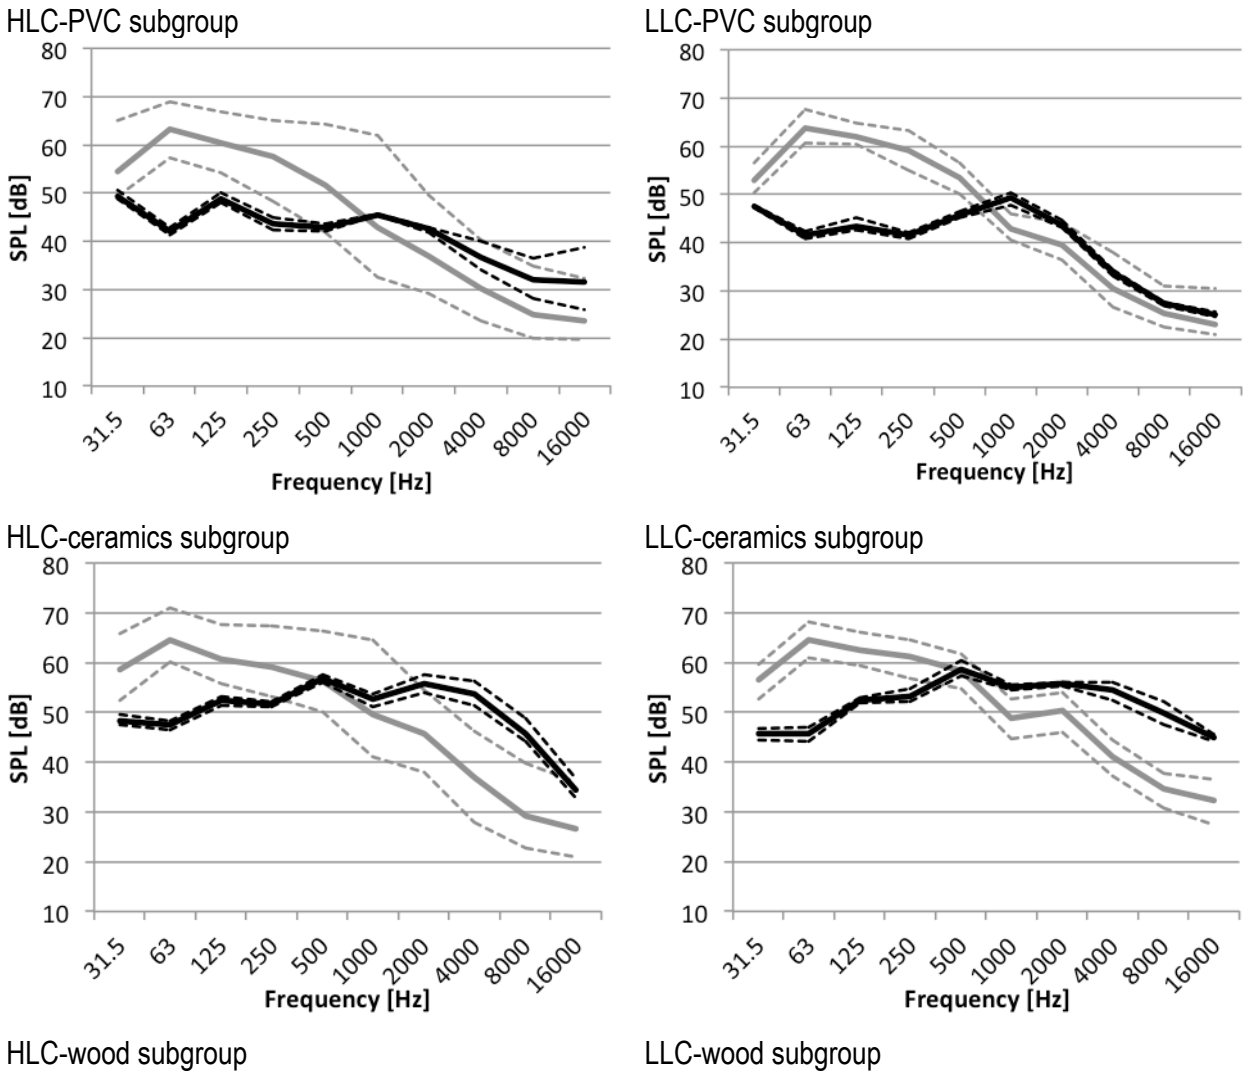 HLC-PVC subgroup
80
70
60
50
40
30
20
10
SPL [dB]
31.5 63 125 250 500 1000 2000 4000 8000 16000
Frequency [Hz]
LLC-PVC subgroup
80
70
60
50
40
30
20
10
SPL [dB]
31.5 63 125 250 500 1000 2000 4000 8000 16000
Frequency [Hz]
HLC-ceramics subgroup
80
70
60
50
40
30
20
10
SPL [dB]
31.5 63 125 250 500 1000 2000 4000 8000 16000
Frequency [Hz]
LLC-ceramics subgroup
80
70
60
50
40
30
20
10
SPL [dB]
31.5 63 125 250 500 1000 2000 4000 8000 16000
Frequency [Hz]
HLC-wood subgroup
LLC-wood subgroup